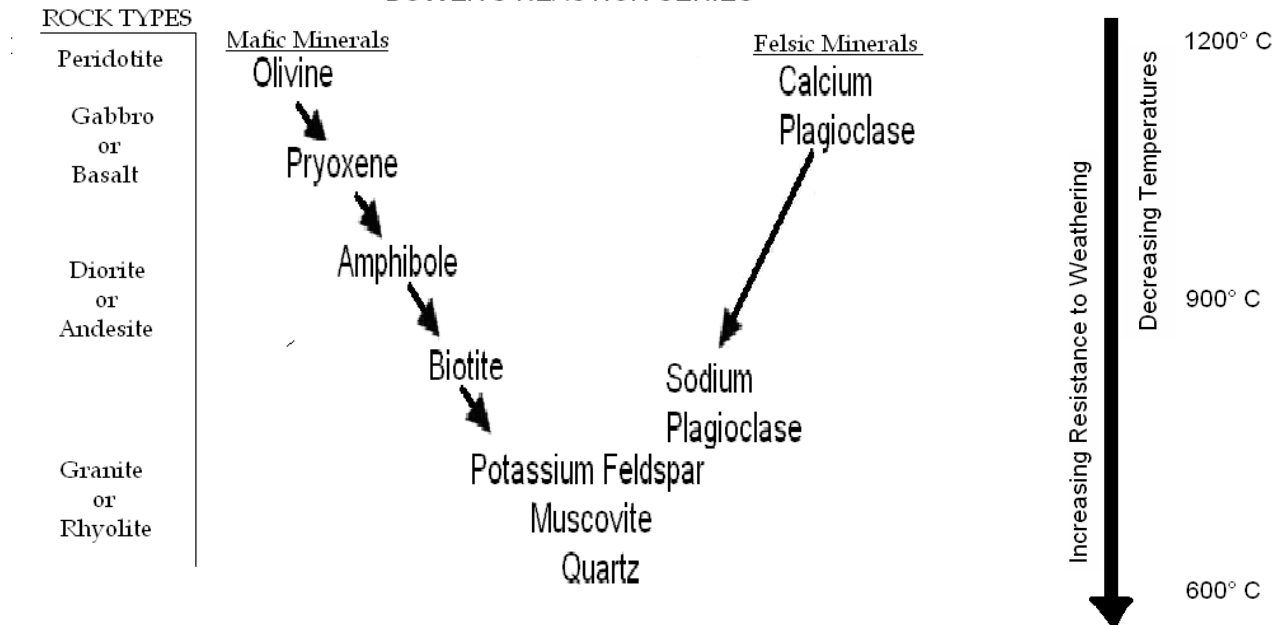 ROCK TYPES
Peridotite
Gabbro
or
Basalt
Diorite
or
Andesite
Granite
or
Rhyolite
Mafic Minerals
Olivine
Pryoxene
Amphibole
Biotite
Felsic Minerals
Calcium
Plagioclase
Sodium
Plagioclase
Potassium Feldspar
Muscovite
Quartz
Increasing Resistance to Weathering
Decreasing Temperatures
1200° C
900° C
600° C